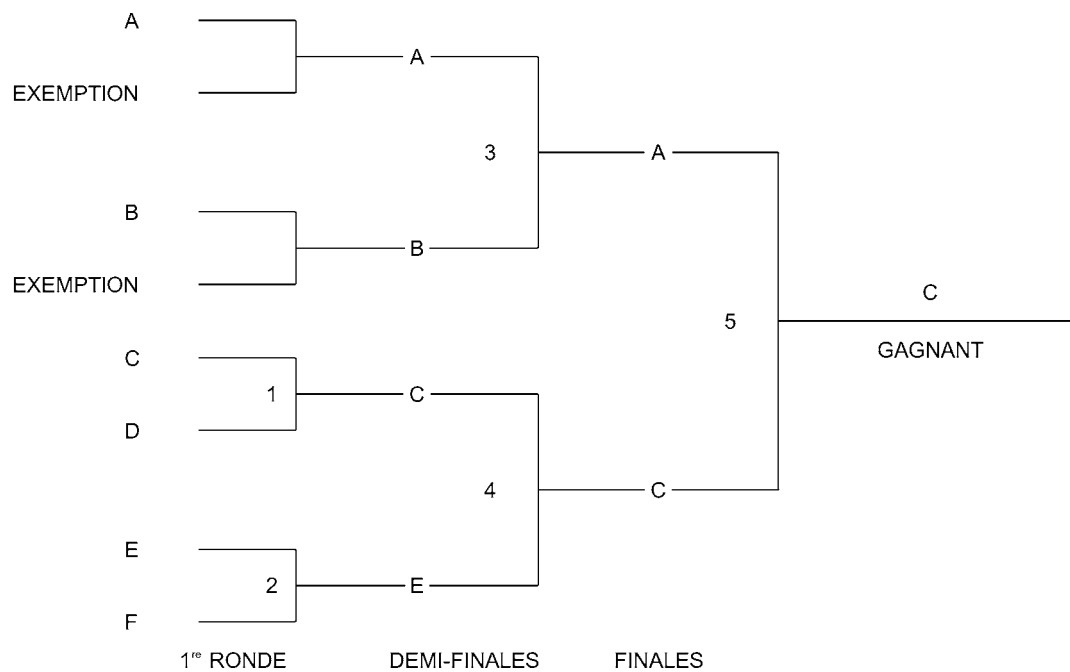 A
A
EXEMPTION
3
A
B
B
EXEMPTION
C
5
GAGNANT
C
1
C
D
4
C
E
2
E
F
1re RONDE
DEMI-FINALES
FINALES